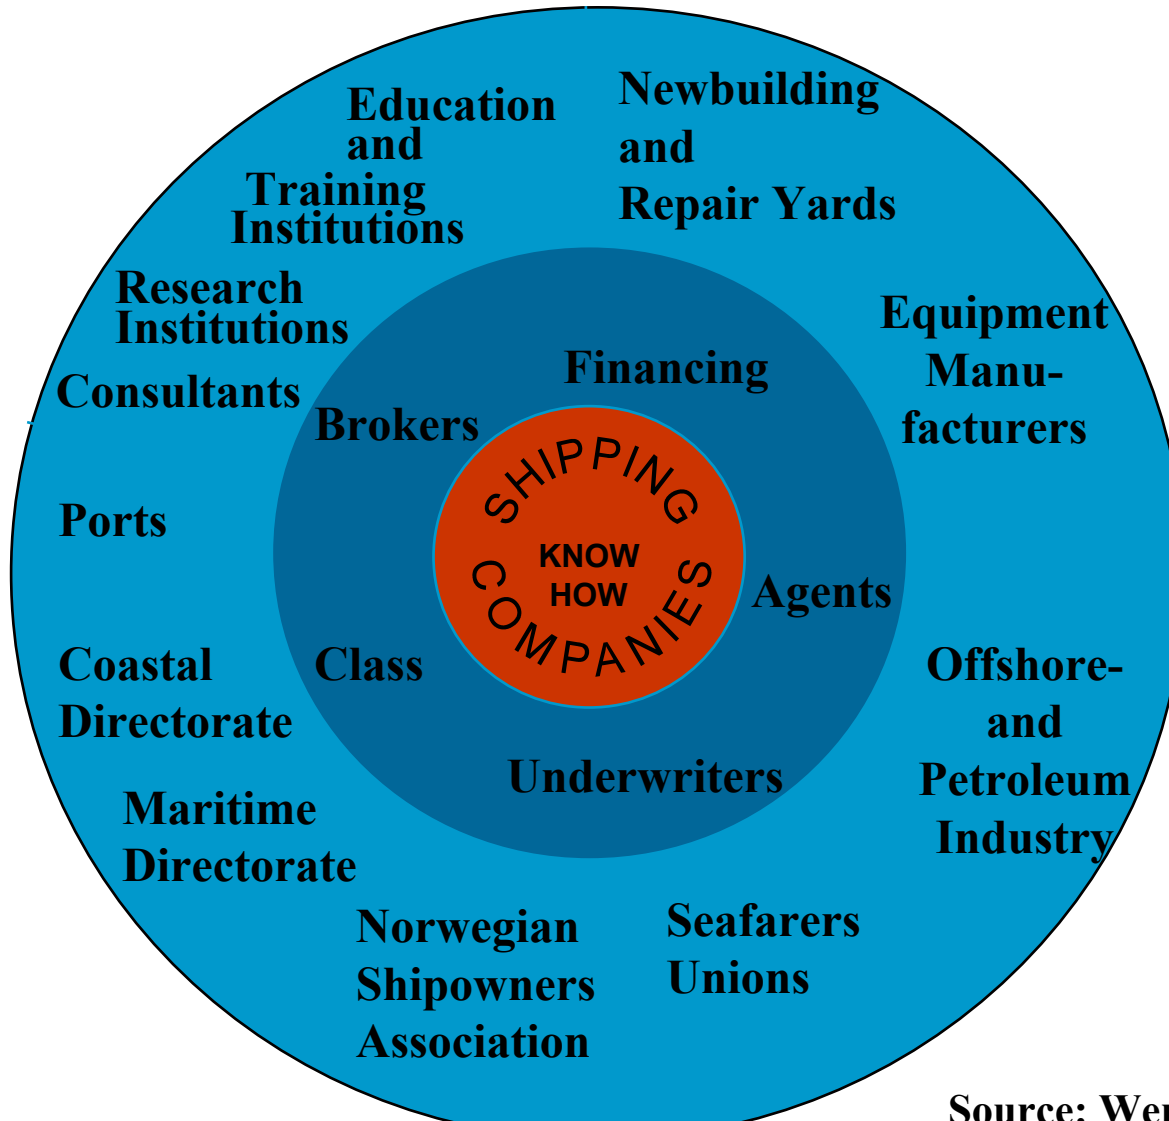 Education
and
Training
Institutions
Newbuilding
and
Repair Yards
Research
Institutions
Equipment
Manu-
facturers
Consultants
Financing
Brokers
SHIPPING
KNOW
HOW
COMPANIES
Ports
Agents
Coastal
Directorate
Class
Offshore-
and
Petroleum
Industry
Underwriters
Maritime
Directorate
Norwegian
Shipowners
Association
Seafarers
Unions
Source: